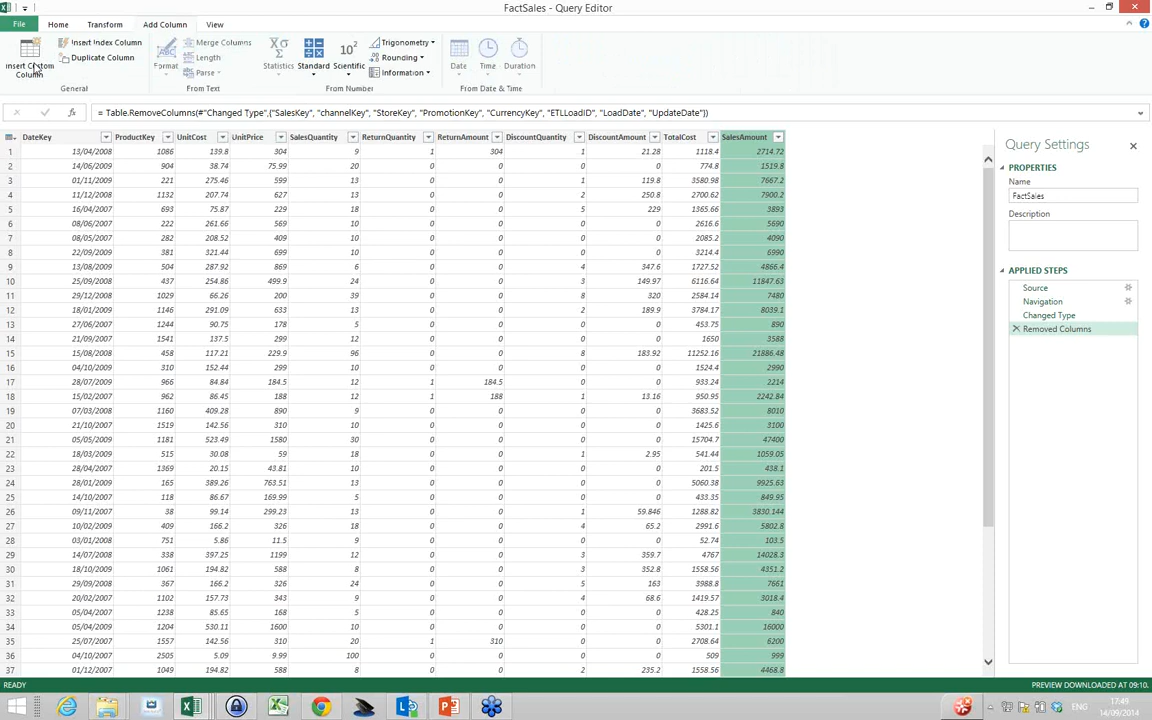 FactSales - Query Editor
File Home Transform Add Column View
Insert Custom Column
Insert Index Column
Duplicate Column
General
Format
Merge Columns
Length
Parse
From Text
Statistics Standard Scientific
10²
Trigonometry
Rounding
Information
From Number
Date Time Duration
From Date & Time
= Table.RemoveColumns(#"Changed Type",{"SalesKey", "channelKey", "StoreKey", "PromotionKey", "CurrencyKey", "ETLLoadID", "LoadDate", "UpdateDate"})
DateKey ProductKey UnitCost UnitPrice SalesQuantity ReturnQuantity ReturnAmount DiscountQuantity DiscountAmount TotalCost SalesAmount
1 13/04/2008 1086 139.8 304 9 1 304 1 21.28 1118.4 2714.72
2 14/06/2009 904 38.74 75.99 20 0 0 0 0 774.8 1519.8
3 01/11/2009 221 275.46 599 13 0 0 1 119.8 3580.98 7667.2
4 11/12/2008 1132 207.74 627 13 0 0 2 250.8 2700.62 7900.2
5 16/04/2007 693 75.87 229 18 0 0 5 229 1365.66 3893
6 08/06/2007 222 261.66 569 10 0 0 0 0 2616.6 5690
7 08/05/2007 282 208.52 409 10 0 0 0 0 2085.2 4090
8 22/09/2009 381 321.44 699 10 0 0 0 0 3214.4 6990
9 13/08/2009 504 287.92 869 6 0 0 4 347.6 1727.52 4866.4
10 25/09/2008 437 254.86 499.9 24 0 0 3 149.97 6116.64 11847.63
11 29/12/2008 1029 66.26 200 39 0 0 8 320 2584.14 7480
12 18/01/2009 1146 291.09 633 13 0 0 2 189.9 3784.17 8039.1
13 27/06/2007 1244 90.75 178 5 0 0 0 0 453.75 890
14 21/09/2007 1541 137.5 299 12 0 0 0 0 1650 3588
15 15/08/2008 458 117.21 229.9 96 0 0 8 183.92 11252.16 21886.48
16 04/10/2009 310 152.44 299 10 0 0 0 0 1524.4 2990
17 28/07/2009 966 84.84 184.5 12 1 184.5 0 0 933.24 2214
18 15/02/2009 962 86.45 188 12 1 188 1 13.16 950.95 2242.84
19 07/03/2008 1160 409.28 890 9 0 0 0 0 3683.52 8010
20 21/10/2007 1519 142.56 310 10 0 0 0 0 1425.6 3100
21 05/05/2009 1181 523.49 1580 30 0 0 0 0 15704.7 47400
22 18/03/2009 515 30.08 59 18 0 0 1 2.95 541.44 1059.05
23 28/04/2007 1369 20.15 43.81 10 0 0 0 0 201.5 438.1
24 28/01/2009 165 389.26 763.51 13 0 0 0 0 5060.38 9925.63
25 14/10/2007 118 86.67 169.99 5 0 0 0 0 433.35 849.95
26 09/11/2007 38 99.14 299.23 13 0 0 1 59.846 1288.82 3830.144
27 10/02/2009 409 166.2 326 18 0 0 4 65.2 2991.6 5802.8
28 03/01/2008 751 5.86 11.5 9 0 0 0 0 52.74 103.5
29 14/07/2008 338 397.25 1199 12 0 0 3 359.7 4767 14028.3
30 18/10/2009 1061 194.82 588 8 0 0 3 352.8 1558.56 4351.2
31 29/09/2008 367 166.2 326 24 0 0 5 163 3988.8 7661
32 20/02/2007 1102 157.73 343 9 0 0 4 68.6 1419.57 3018.4
33 05/04/2007 1238 85.65 168 5 0 0 0 0 428.25 840
34 05/04/2009 1204 530.11 1600 10 0 0 0 0 5301.1 16000
35 25/07/2007 1557 142.56 310 20 1 310 0 0 2708.64 6200
36 04/10/2007 2505 5.09 9.99 100 0 0 0 0 509 999
37 01/12/2007 1049 194.82 588 8 0 0 2 235.2 1558.56 4468.8
Query Settings
PROPERTIES
Name
FactSales
Description
APPLIED STEPS
Source
Navigation
Changed Type
Removed Columns
READY
PREVIEW DOWNLOADED AT 09:10.
ENG
17:49
14/09/2014